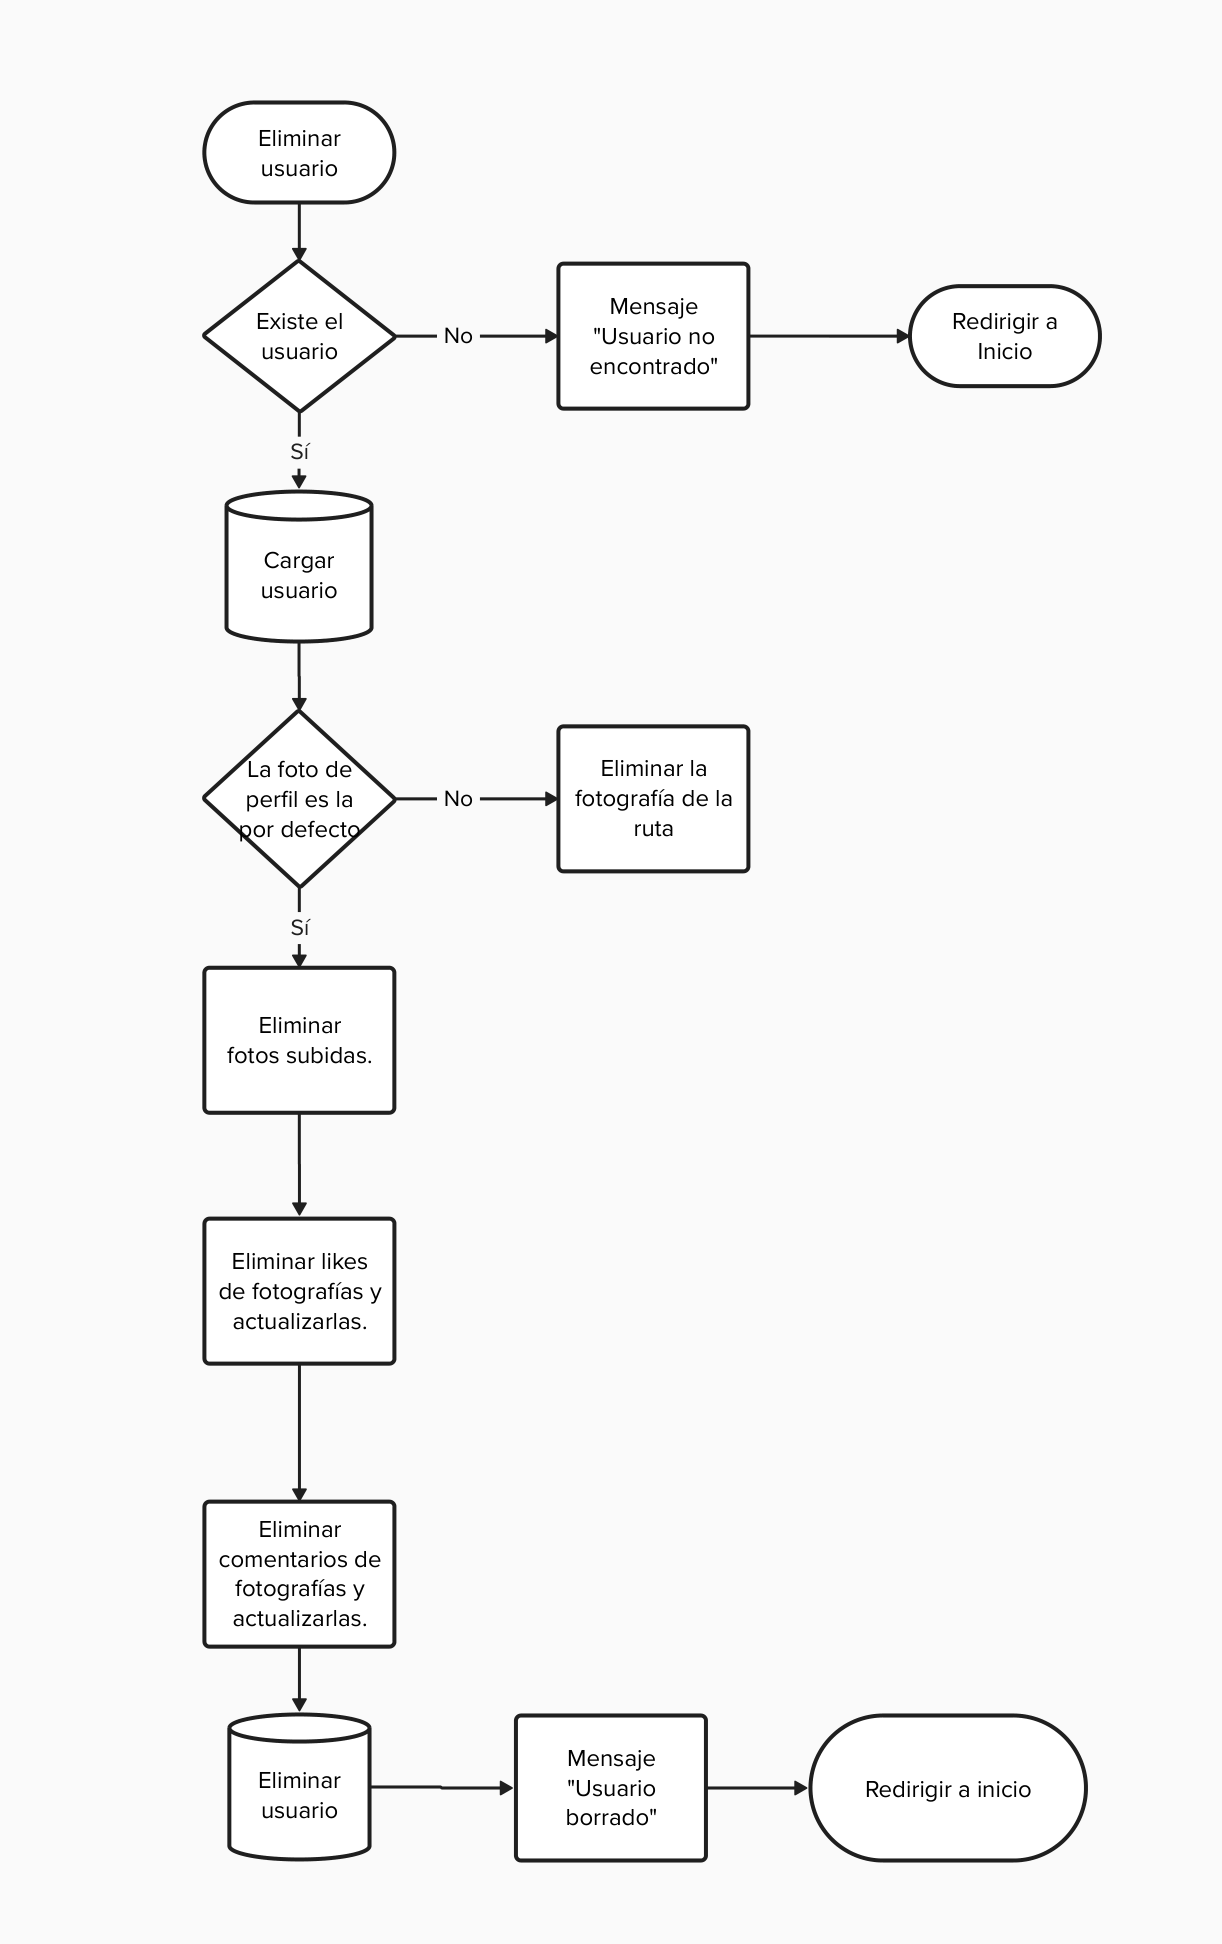 Eliminar
usuario
Existe el
usuario
No
Mensaje
"Usuario no
encontrado"
Redirigir a
Inicio
Sí
Cargar
usuario
La foto de
perfil es la
por defecto
No
Eliminar la
fotografía de la
ruta
Sí
Eliminar
fotos subidas.
Eliminar likes
de fotografías y
actualizarlas.
Eliminar
comentarios de
fotografías y
actualizarlas.
Eliminar
usuario
Mensaje
"Usuario
borrado"
Redirigir a inicio